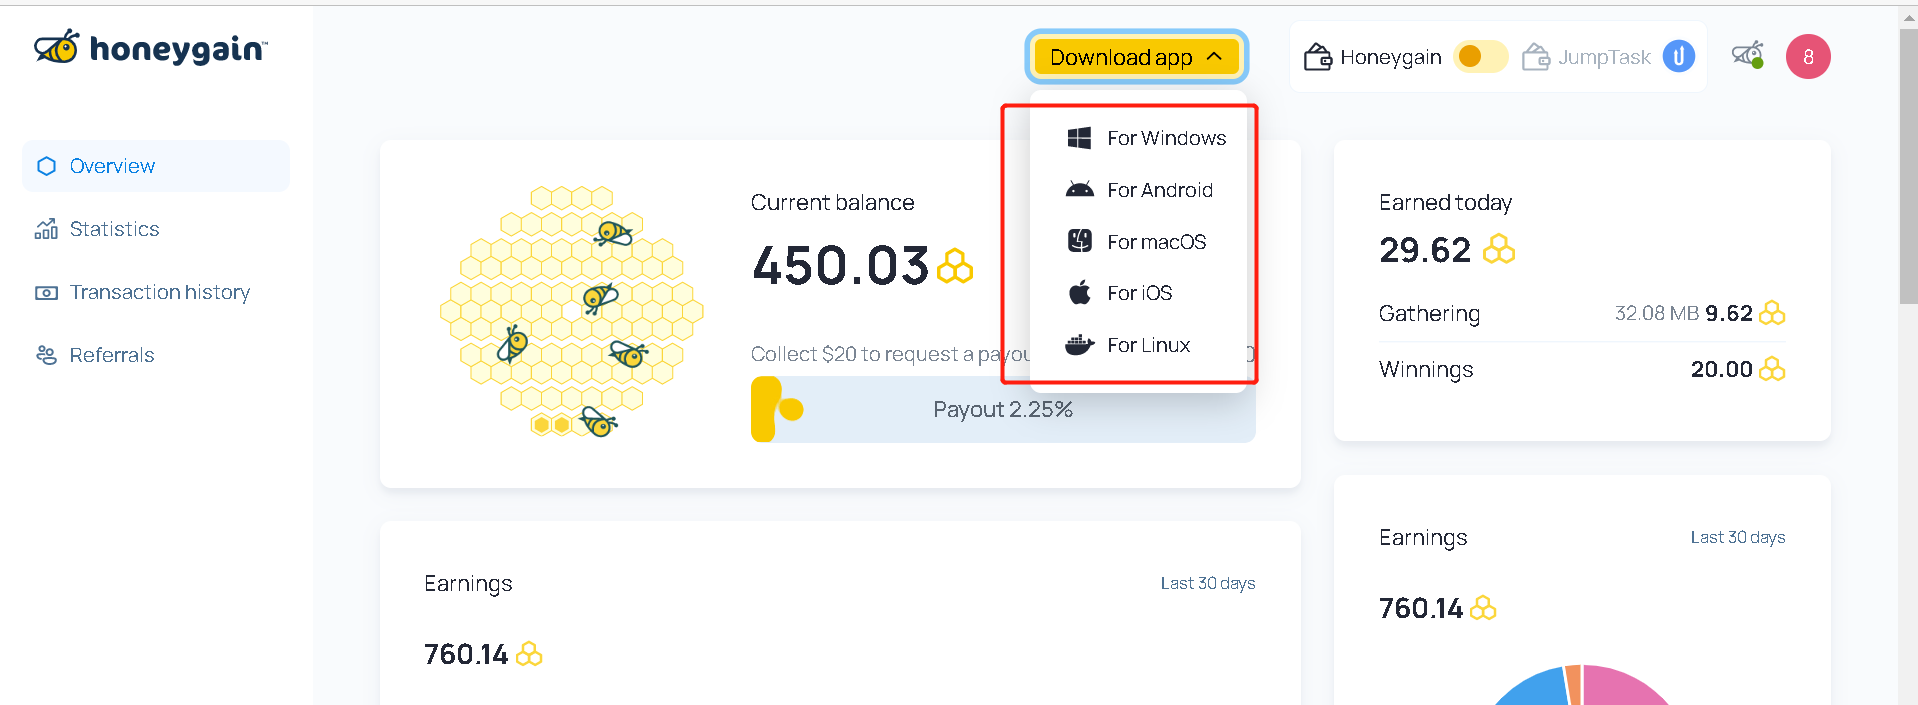 honeygain™
Download app
Honeygain
JumpTask
8
For Windows
For Android
For macOS
For iOS
For Linux
Overview
Statistics
Transaction history
Referrals
Current balance
450.03
Collect $20 to request a payou
0
Payout 2.25%
Earned today
29.62
Gathering 32.08 MB 9.62
Winnings 20.00
Earnings Last 30 days
760.14
Earnings Last 30 days
760.14